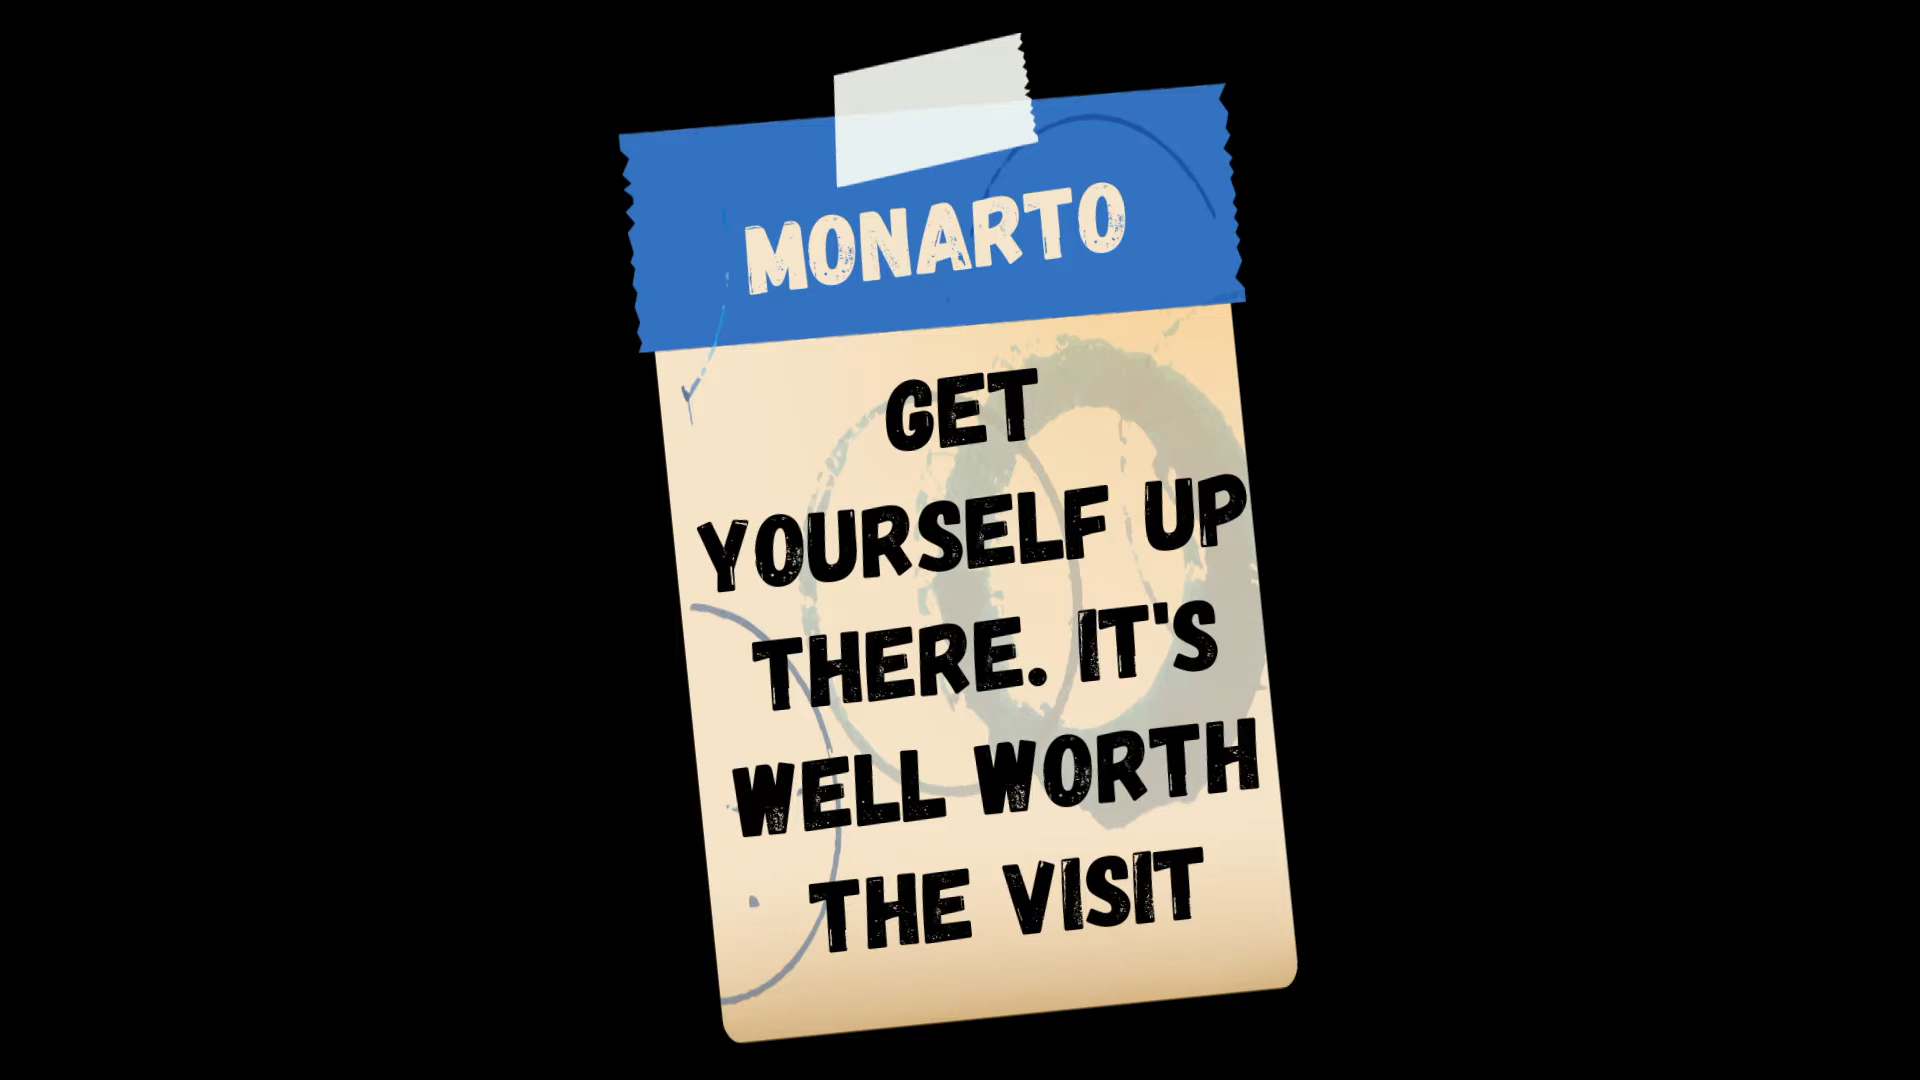 MONARTO
GET
YOURSELF UP
THERE. IT'S
WELL WORTH
THE VISIT